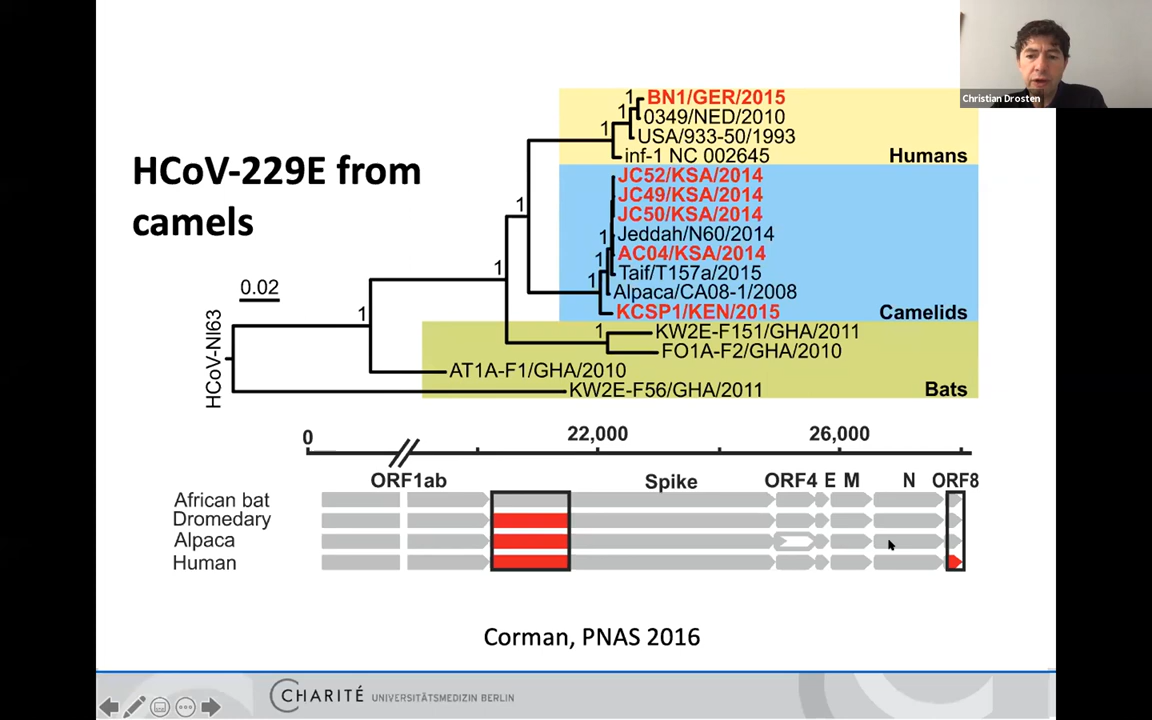 Christian Drosten
HCoV-229E from
camels
0.02
HCoV-Nl63
1
1
1
1
1
1
1
1
1
1
BN1/GER/2015
0349/NED/2010
USA/933-50/1993
inf-1 NC 002645
Humans
JC52/KSA/2014
JC49/KSA/2014
JC50/KSA/2014
Jeddah/N60/2014
AC04/KSA/2014
Taif/T157a/2015
Alpaca/CA08-1/2008
KCSP1/KEN/2015
Camelids
KW2E-F151/GHA/2011
FO1A-F2/GHA/2010
AT1A-F1/GHA/2010
KW2E-F56/GHA/2011
Bats
0 22,000 26,000
ORF1ab Spike ORF4 E M N ORF8
African bat
Dromedary
Alpaca
Human
Corman, PNAS 2016
CHARITÉ UNIVERSITÄTSMEDIZIN BERLIN